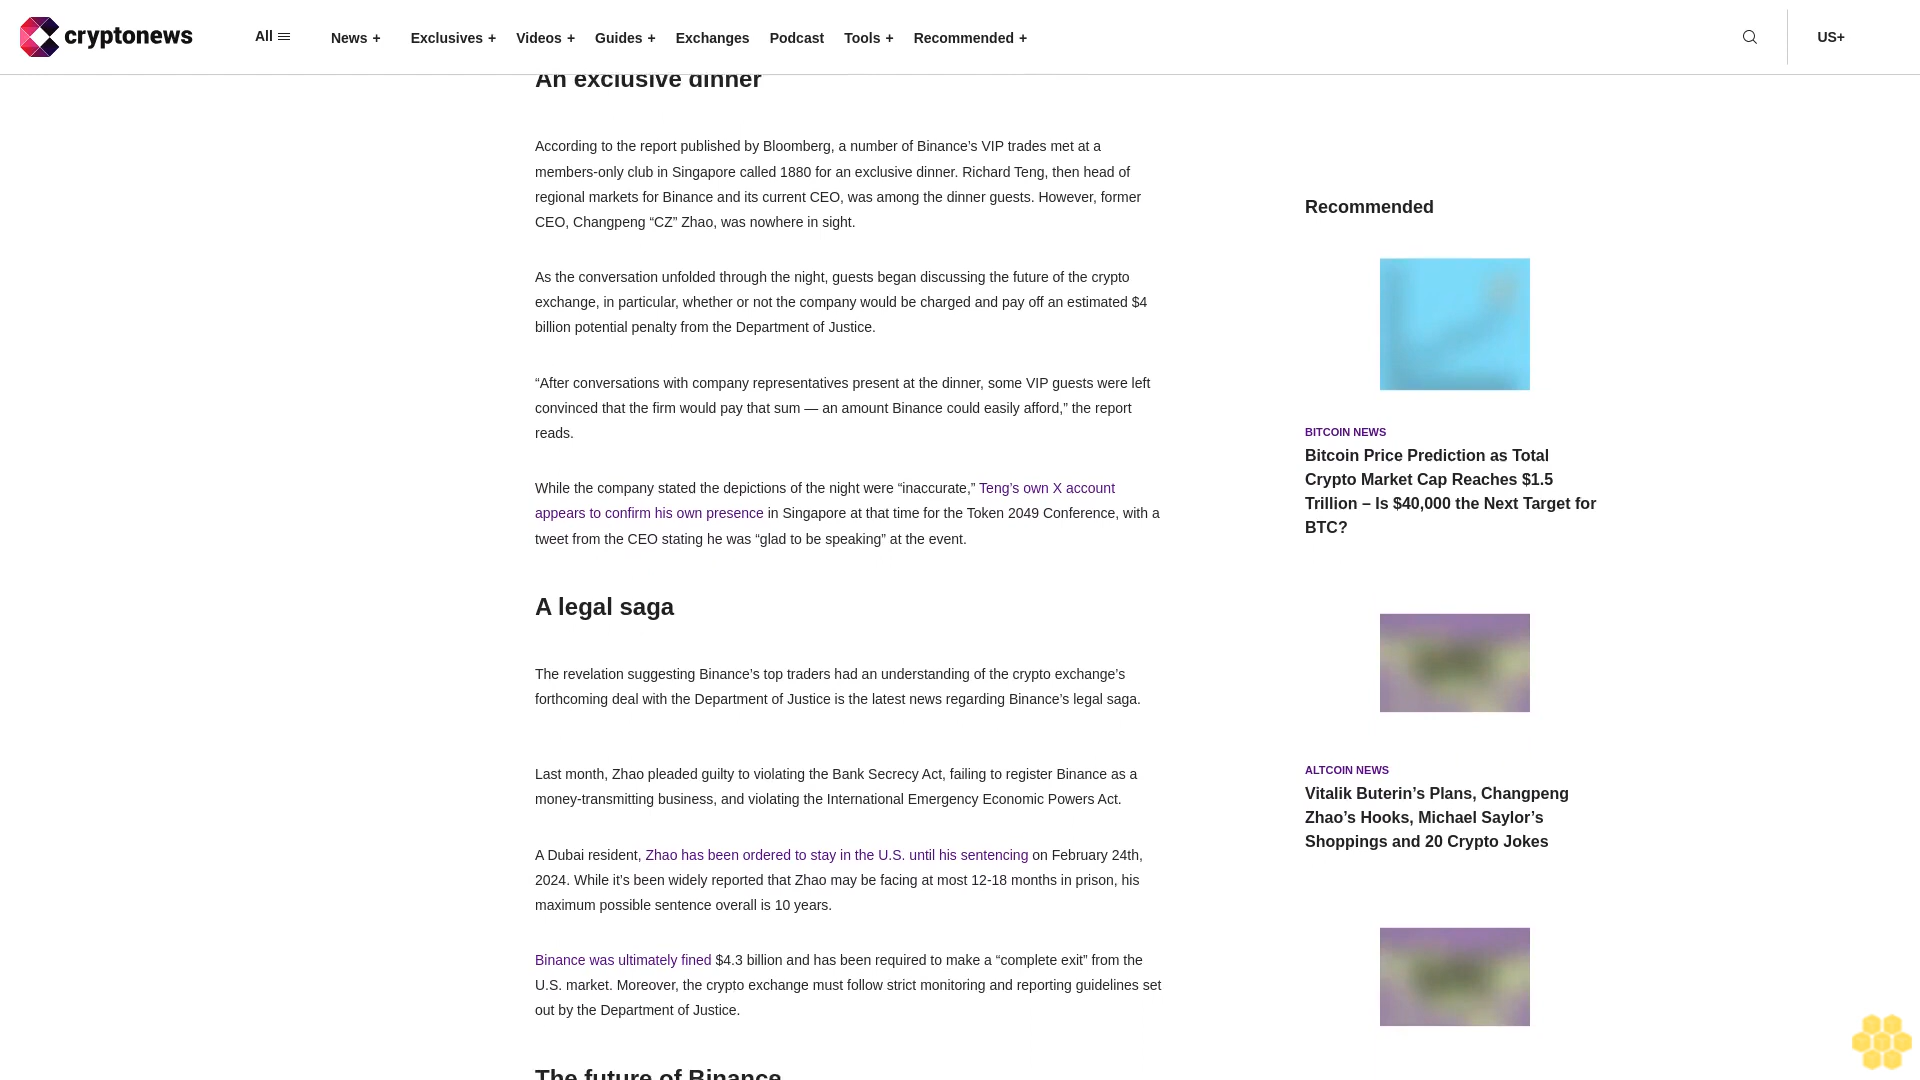 cryptonews
All
News +
Exclusives +
Videos +
Guides +
Exchanges
Podcast
Tools +
Recommended +
US+
An exclusive dinner
According to the report published by Bloomberg, a number of Binance’s VIP trades met at a
members-only club in Singapore called 1880 for an exclusive dinner. Richard Teng, then head of
regional markets for Binance and its current CEO, was among the dinner guests. However, former
CEO, Changpeng “CZ” Zhao, was nowhere in sight.
As the conversation unfolded through the night, guests began discussing the future of the crypto
exchange, in particular, whether or not the company would be charged and pay off an estimated $4
billion potential penalty from the Department of Justice.
“After conversations with company representatives present at the dinner, some VIP guests were left
convinced that the firm would pay that sum — an amount Binance could easily afford,” the report
reads.
While the company stated the depictions of the night were “inaccurate,” Teng’s own X account
appears to confirm his own presence in Singapore at that time for the Token 2049 Conference, with a
tweet from the CEO stating he was “glad to be speaking” at the event.
A legal saga
The revelation suggesting Binance’s top traders had an understanding of the crypto exchange’s
forthcoming deal with the Department of Justice is the latest news regarding Binance’s legal saga.
Last month, Zhao pleaded guilty to violating the Bank Secrecy Act, failing to register Binance as a
money-transmitting business, and violating the International Emergency Economic Powers Act.
A Dubai resident, Zhao has been ordered to stay in the U.S. until his sentencing on February 24th,
2024. While it’s been widely reported that Zhao may be facing at most 12-18 months in prison, his
maximum possible sentence overall is 10 years.
Binance was ultimately fined $4.3 billion and has been required to make a “complete exit” from the
U.S. market. Moreover, the crypto exchange must follow strict monitoring and reporting guidelines set
out by the Department of Justice.
The future of Binance
Recommended
BITCOIN NEWS
Bitcoin Price Prediction as Total
Crypto Market Cap Reaches $1.5
Trillion – Is $40,000 the Next Target for
BTC?
ALTCOIN NEWS
Vitalik Buterin’s Plans, Changpeng
Zhao’s Hooks, Michael Saylor’s
Shoppings and 20 Crypto Jokes